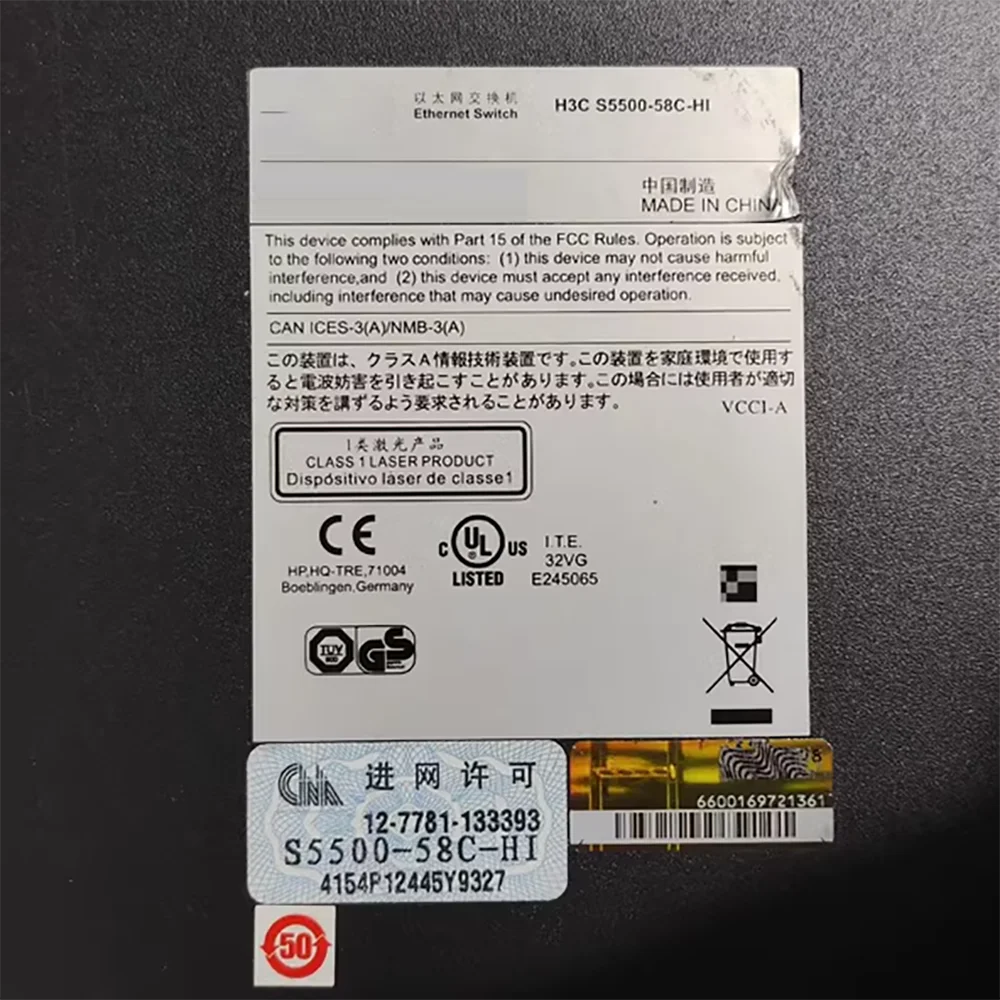 以太网交换机 H3C S5500-58C-HI
Ethernet Switch
中国制造
MADE IN CHINA
This device complies with Part 15 of the FCC Rules. Operation is subject
to the following two conditions: (1) this device may not cause harmful
interference,and (2) this device must accept any interference received,
including interference that may cause undesired operation.
CAN ICES-3(A)/NMB-3(A)
この装置は、クラスA情報技術装置です。この装置を家庭環境で使用す
ると電波妨害を引き起こすことがあります。この場合には使用者が適切
な対策を講ずるよう要求されることがあります。
VCCI-A
1类激光产品
CLASS 1 LASER PRODUCT
Dispósitivo láser de classe1
CE
HP,HQ-TRE,71004
Boeblingen,Germany
C UL US
®
LISTED
I.T.E.
32VG
E245065
TUV GS
CNA 进网许可
12-7781-133393
S5500-58C-HI
4154P12445Y9327
8
6600169721361
50